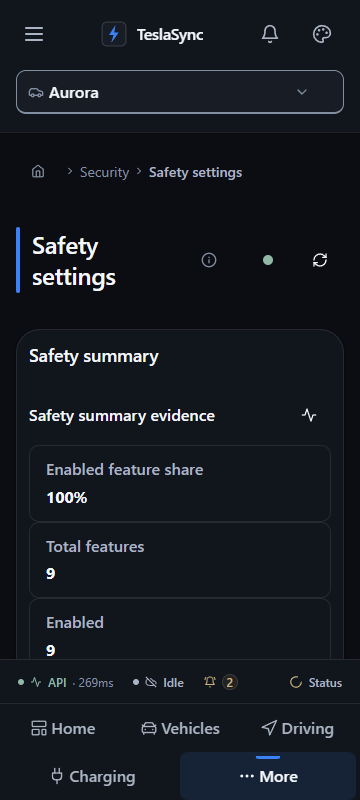 TeslaSync
Aurora
Security
Safety settings
Safety
settings
Safety summary
Safety summary evidence
Enabled feature share
100%
Total features
9
Enabled
9
API · 269ms
Idle
2
Status
Home
Vehicles
Driving
Charging
More